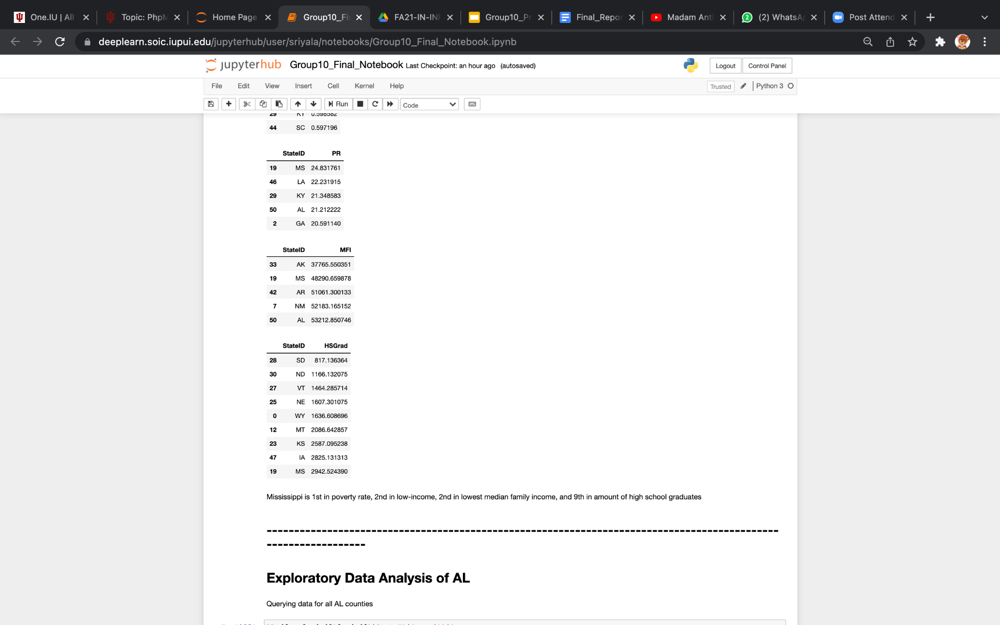 One.IU | All
Topic: PhpM
Home Page
Group10_Fi
FA21-IN-INF
Group10_Pr
Final_Repor
Madam Anth
(2) WhatsAp
Post Attend
deeplearn.soic.iupui.edu/jupyterhub/user/sriyala/notebooks/Group10_Final_Notebook.ipynb
jupyterhub Group10_Final_Notebook Last Checkpoint: an hour ago (autosaved)
Logout Control Panel
File Edit View Insert Cell Kernel Help
Trusted Python 3
Run Code
29 KY 0.598582
44 SC 0.597196
StateID PR
19 MS 24.831761
46 LA 22.231915
29 KY 21.348583
50 AL 21.212222
2 GA 20.591140
StateID MFI
33 AK 37765.550351
19 MS 48290.659878
42 AR 51061.300133
7 NM 52183.165152
50 AL 53212.850746
StateID HSGrad
28 SD 817.136364
30 ND 1166.132075
27 VT 1464.285714
25 NE 1607.301075
0 WY 1636.608696
12 MT 2086.642857
23 KS 2587.095238
47 IA 2825.131313
19 MS 2942.524390
Mississippi is 1st in poverty rate, 2nd in low-income, 2nd in lowest median family income, and 9th in amount of high school graduates
Exploratory Data Analysis of AL
Querying data for all AL counties